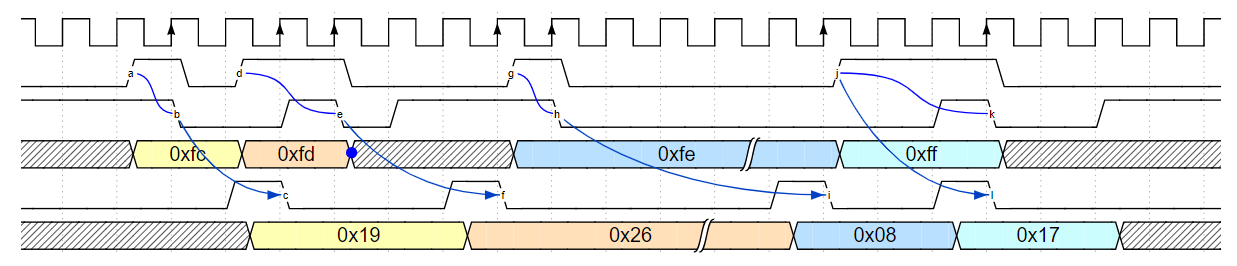 a d g j
b e h k
0xfc 0xfd 0xfe 0xff
c f i l
0x19 0x26 0x08 0x17